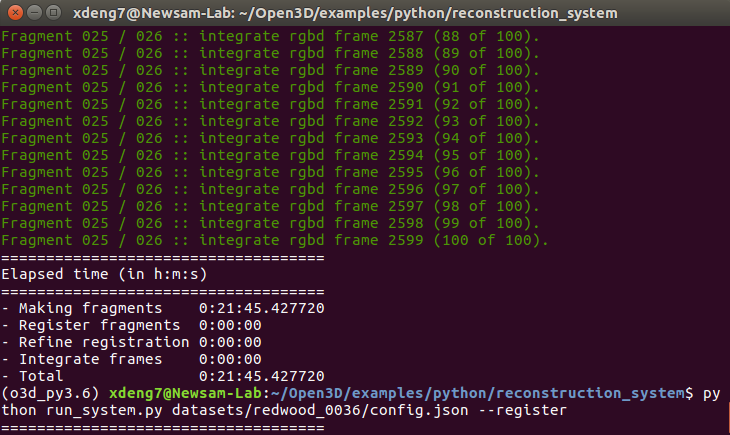 xdeng7@Newsam-Lab: ~/Open3D/examples/python/reconstruction_system
Fragment 025 / 026 :: integrate rgbd frame 2587 (88 of 100).
Fragment 025 / 026 :: integrate rgbd frame 2588 (89 of 100).
Fragment 025 / 026 :: integrate rgbd frame 2589 (90 of 100).
Fragment 025 / 026 :: integrate rgbd frame 2590 (91 of 100).
Fragment 025 / 026 :: integrate rgbd frame 2591 (92 of 100).
Fragment 025 / 026 :: integrate rgbd frame 2592 (93 of 100).
Fragment 025 / 026 :: integrate rgbd frame 2593 (94 of 100).
Fragment 025 / 026 :: integrate rgbd frame 2594 (95 of 100).
Fragment 025 / 026 :: integrate rgbd frame 2595 (96 of 100).
Fragment 025 / 026 :: integrate rgbd frame 2596 (97 of 100).
Fragment 025 / 026 :: integrate rgbd frame 2597 (98 of 100).
Fragment 025 / 026 :: integrate rgbd frame 2598 (99 of 100).
Fragment 025 / 026 :: integrate rgbd frame 2599 (100 of 100).
====================================
Elapsed time (in h:m:s)
====================================
- Making fragments    0:21:45.427720
- Register fragments  0:00:00
- Refine registration 0:00:00
- Integrate frames    0:00:00
- Total               0:21:45.427720
(o3d_py3.6) xdeng7@Newsam-Lab:~/Open3D/examples/python/reconstruction_system$ py
thon run_system.py datasets/redwood_0036/config.json --register
====================================